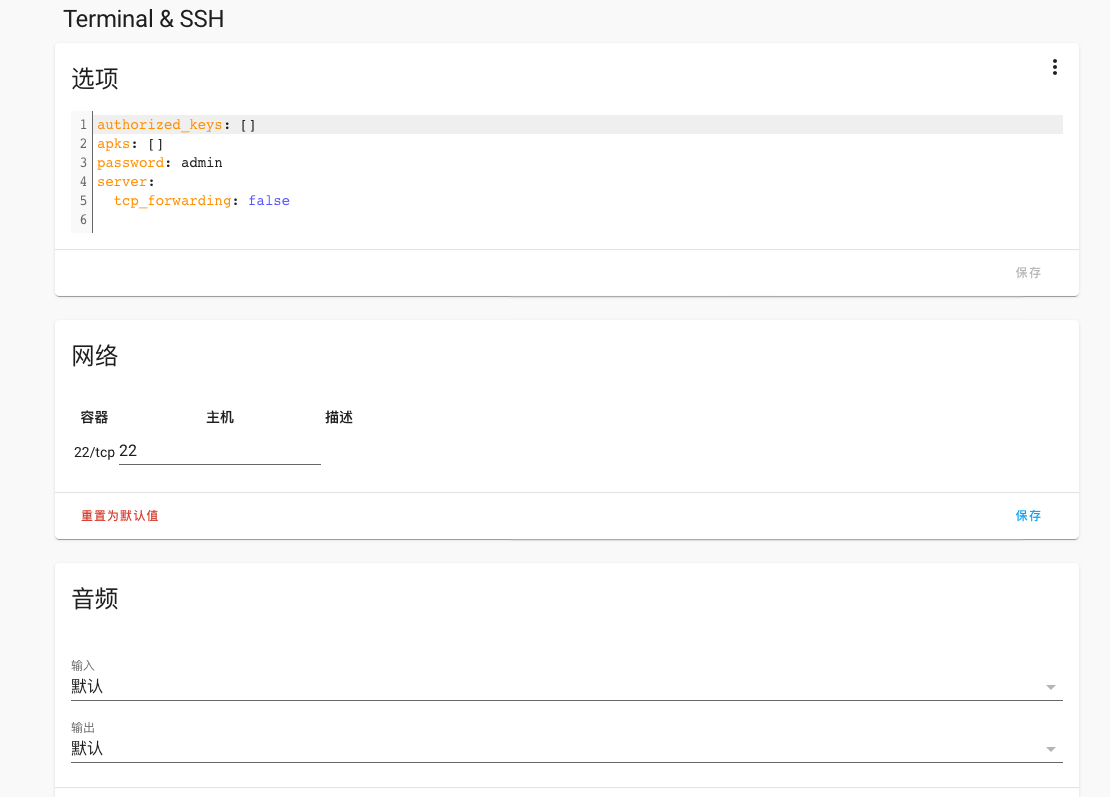 Terminal & SSH
选项
1 authorized_keys: []
2 apks: []
3 password: admin
4 server:
5   tcp_forwarding: false
6
网络
容器 主机 描述
22/tcp 22
重置为默认值 保存
音频
输入
默认
输出
默认